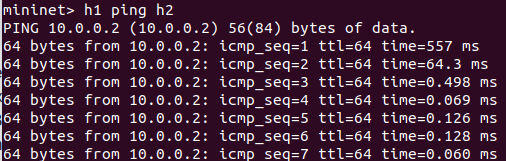 mininet> h1 ping h2
PING 10.0.0.2 (10.0.0.2) 56(84) bytes of data.
64 bytes from 10.0.0.2: icmp_seq=1 ttl=64 time=557 ms
64 bytes from 10.0.0.2: icmp_seq=2 ttl=64 time=64.3 ms
64 bytes from 10.0.0.2: icmp_seq=3 ttl=64 time=0.498 ms
64 bytes from 10.0.0.2: icmp_seq=4 ttl=64 time=0.069 ms
64 bytes from 10.0.0.2: icmp_seq=5 ttl=64 time=0.126 ms
64 bytes from 10.0.0.2: icmp_seq=6 ttl=64 time=0.128 ms
64 bytes from 10.0.0.2: icmp_seq=7 ttl=64 time=0.060 ms